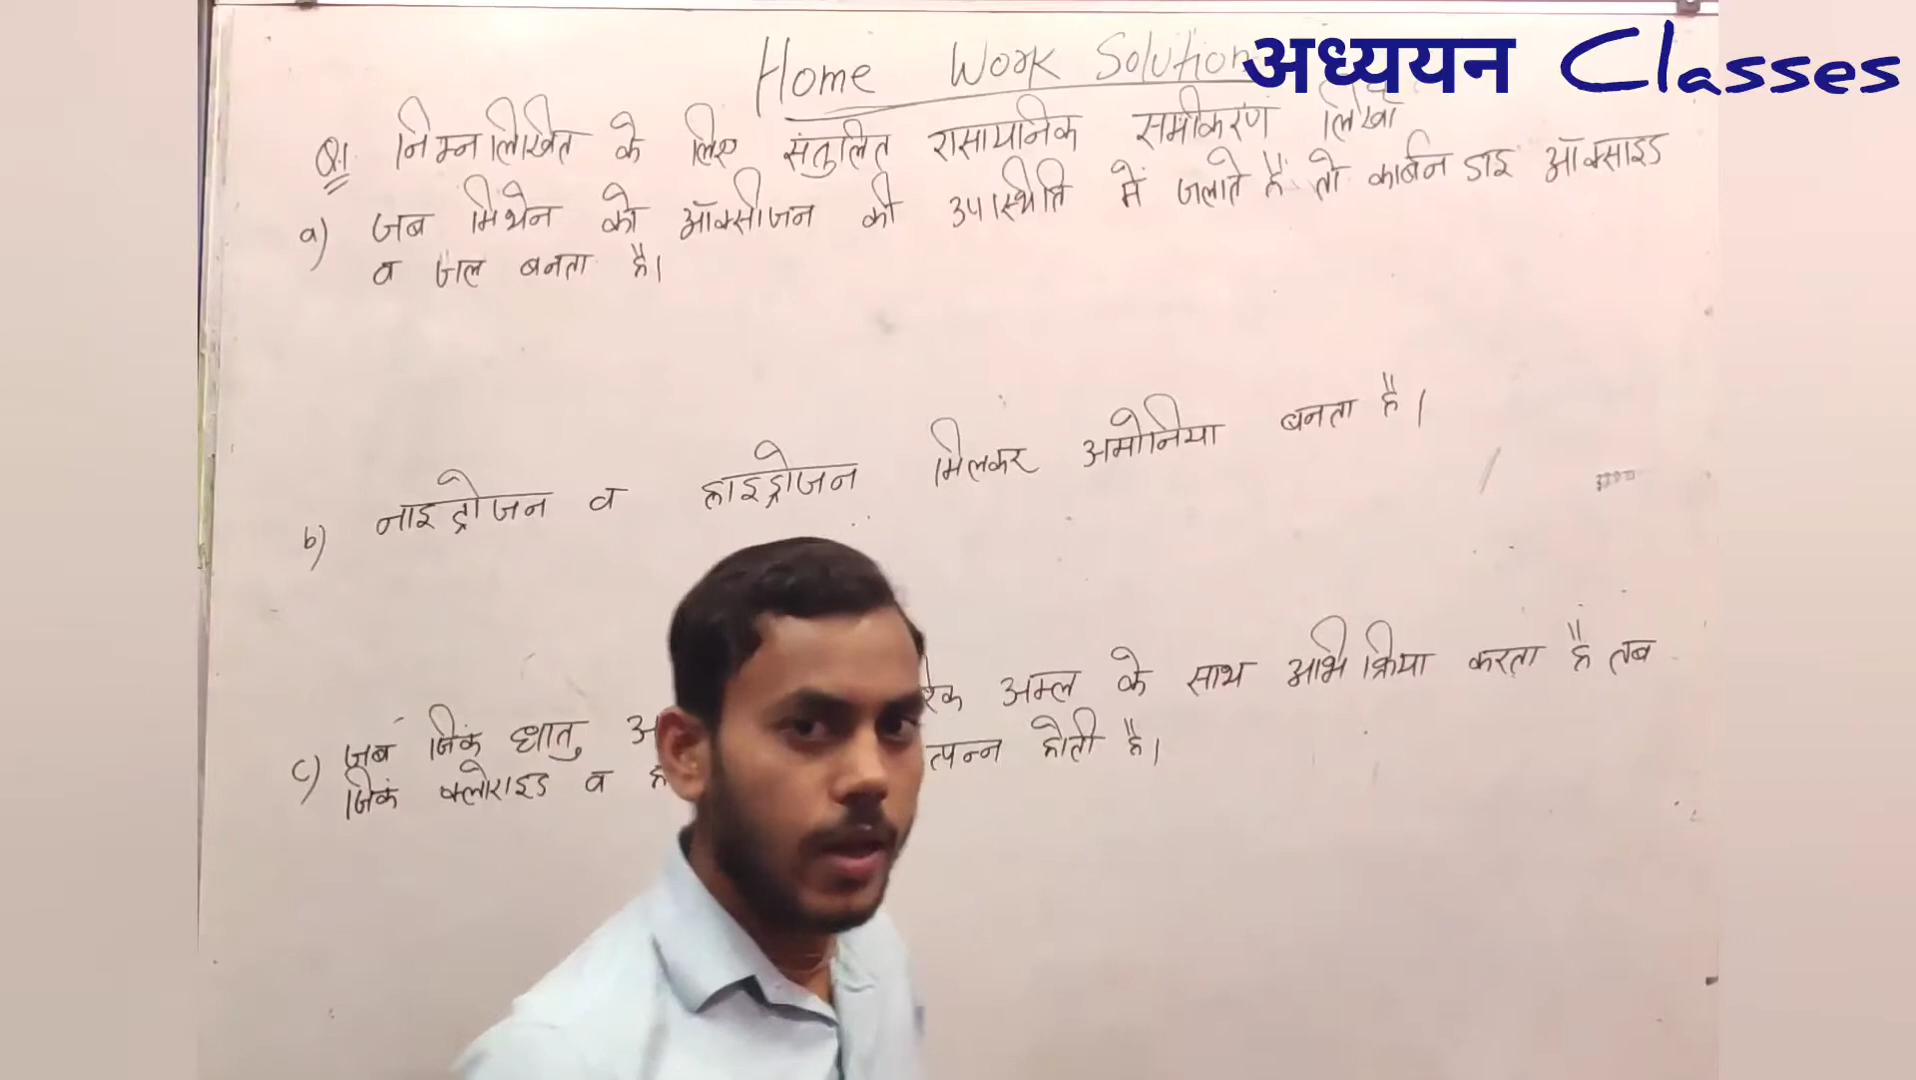 Home Work Solution
अध्ययन Classes
Q1 निम्नलिखित के लिए संतुलित रासायनिक समीकरण लिखो
a) जब मिथेन को ऑक्सीजन की उपस्थिति में जलाते हैं तो कार्बन डाइ ऑक्साइड
व जल बनता है।
b) नाइट्रोजन व हाइड्रोजन मिलकर अमोनिया बनता है।
c) जब जिंक धातु अम्ल के साथ अभिक्रिया करता है तब
जिंक क्लोराइड व होती है।